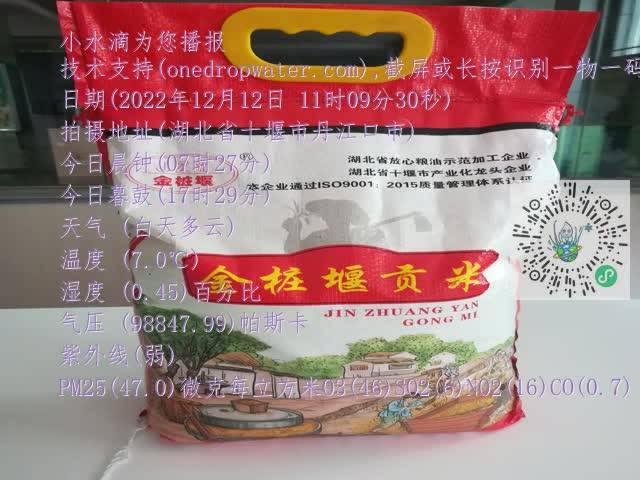 小水滴为您播报
技术支持(onedropwater.com),截屏或长按识别一物一码
日期(2022年12月12日 11时09分30秒)
拍摄地址(湖北省十堰市丹江口市)
今日晨钟(07时27分)
今日暮鼓(17时29分)
天气 (白天多云)
温度 (7.0℃)
湿度 (0.45)百分比
气压 (98847.99)帕斯卡
紫外线(弱)
PM25(47.0)微克每立方米O3(46)SO2(6)NO2(16)CO(0.7)
金桩堰®
湖北省放心粮油示范加工企业
湖北省十堰市产业化龙头企业
本企业通过ISO9001:2015质量管理体系认证
金桩堰贡米
JIN ZHUANG YAN
GONG MI